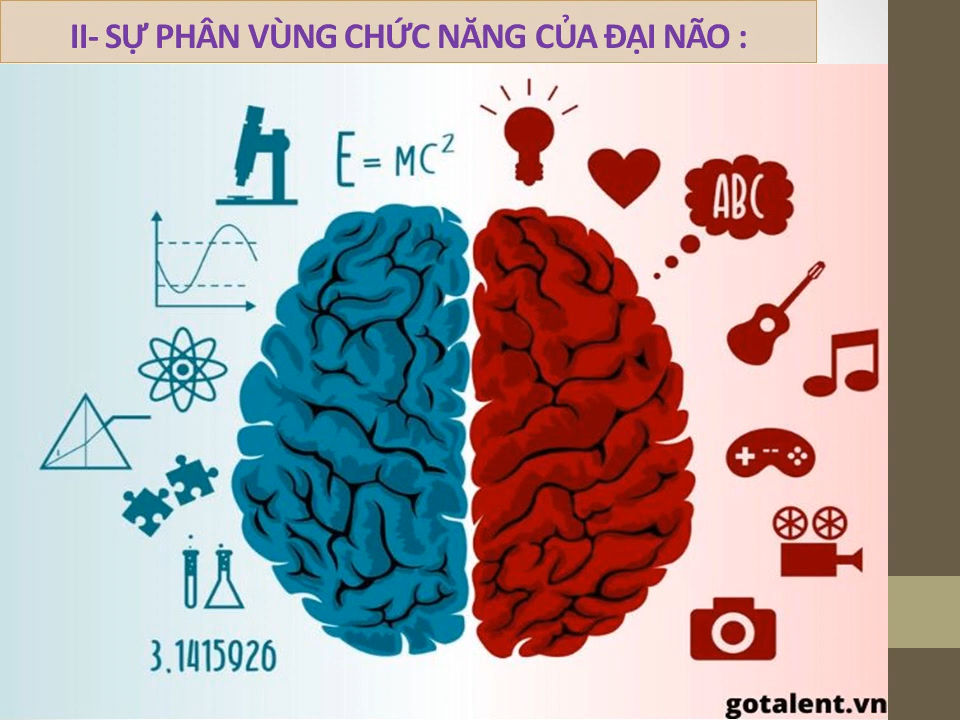 II- SỰ PHÂN VÙNG CHỨC NĂNG CỦA ĐẠI NÃO :
E = MC²
ABC
3.1415926
gotalent.vn